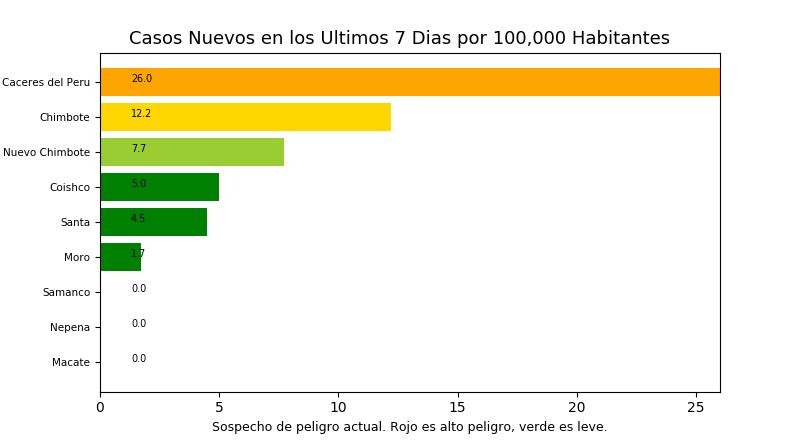 Casos Nuevos en los Ultimos 7 Dias por 100,000 Habitantes
Caceres del Peru 26.0
Chimbote 12.2
Nuevo Chimbote 7.7
Coishco 5.0
Santa 4.5
Moro 1.7
Samanco 0.0
Nepena 0.0
Macate 0.0
0 5 10 15 20 25
Sospecho de peligro actual. Rojo es alto peligro, verde es leve.